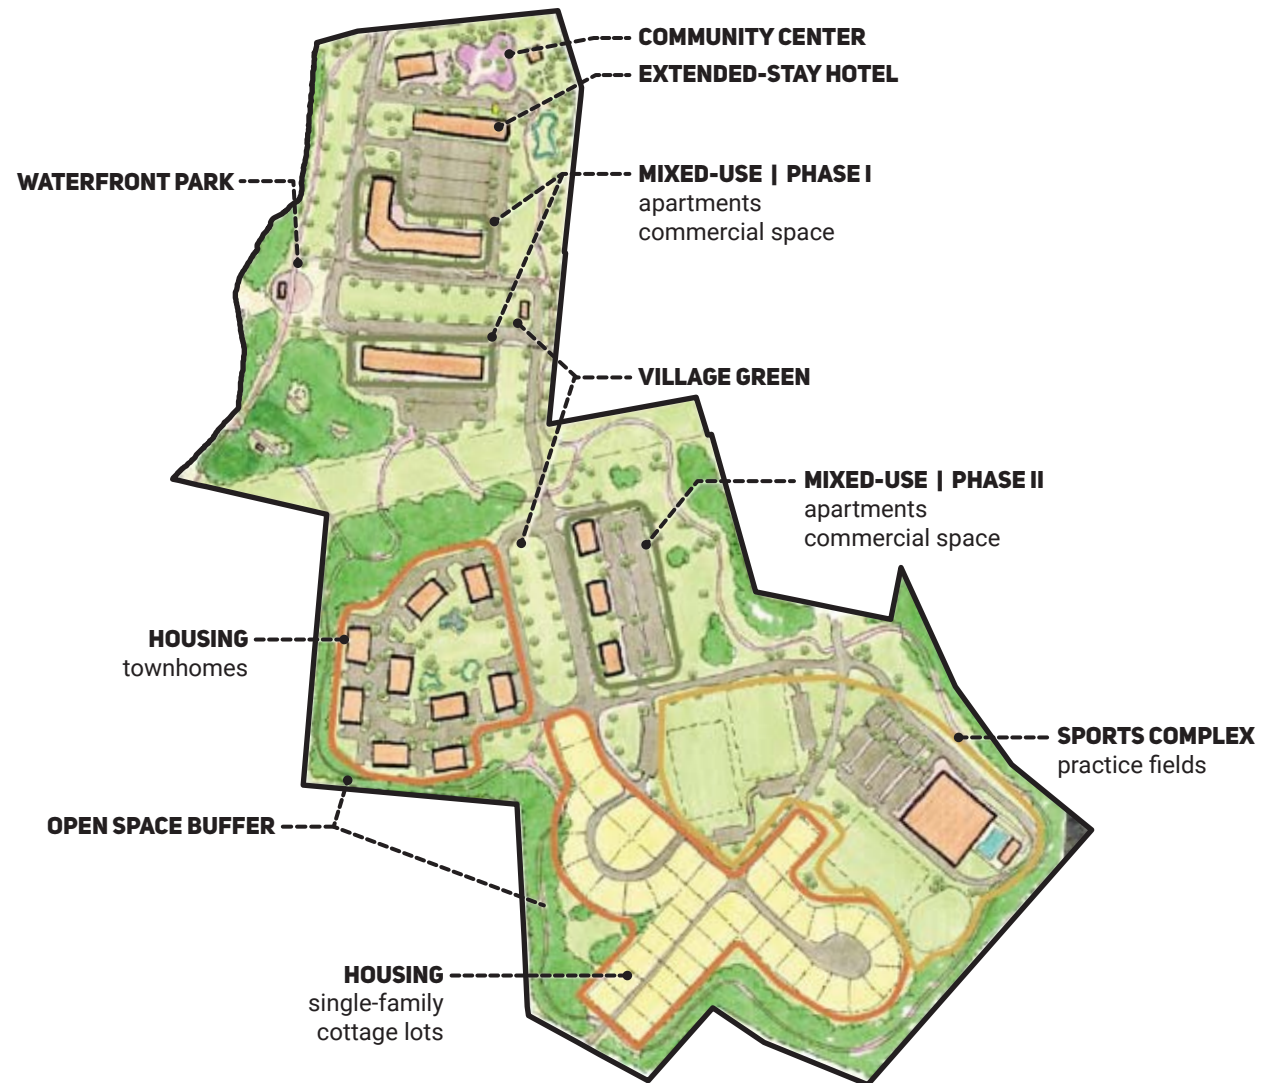 COMMUNITY CENTER
EXTENDED-STAY HOTEL
WATERFRONT PARK
MIXED-USE | PHASE I
apartments
commercial space
VILLAGE GREEN
MIXED-USE | PHASE II
apartments
commercial space
HOUSING
townhomes
SPORTS COMPLEX
practice fields
OPEN SPACE BUFFER
HOUSING
single-family
cottage lots